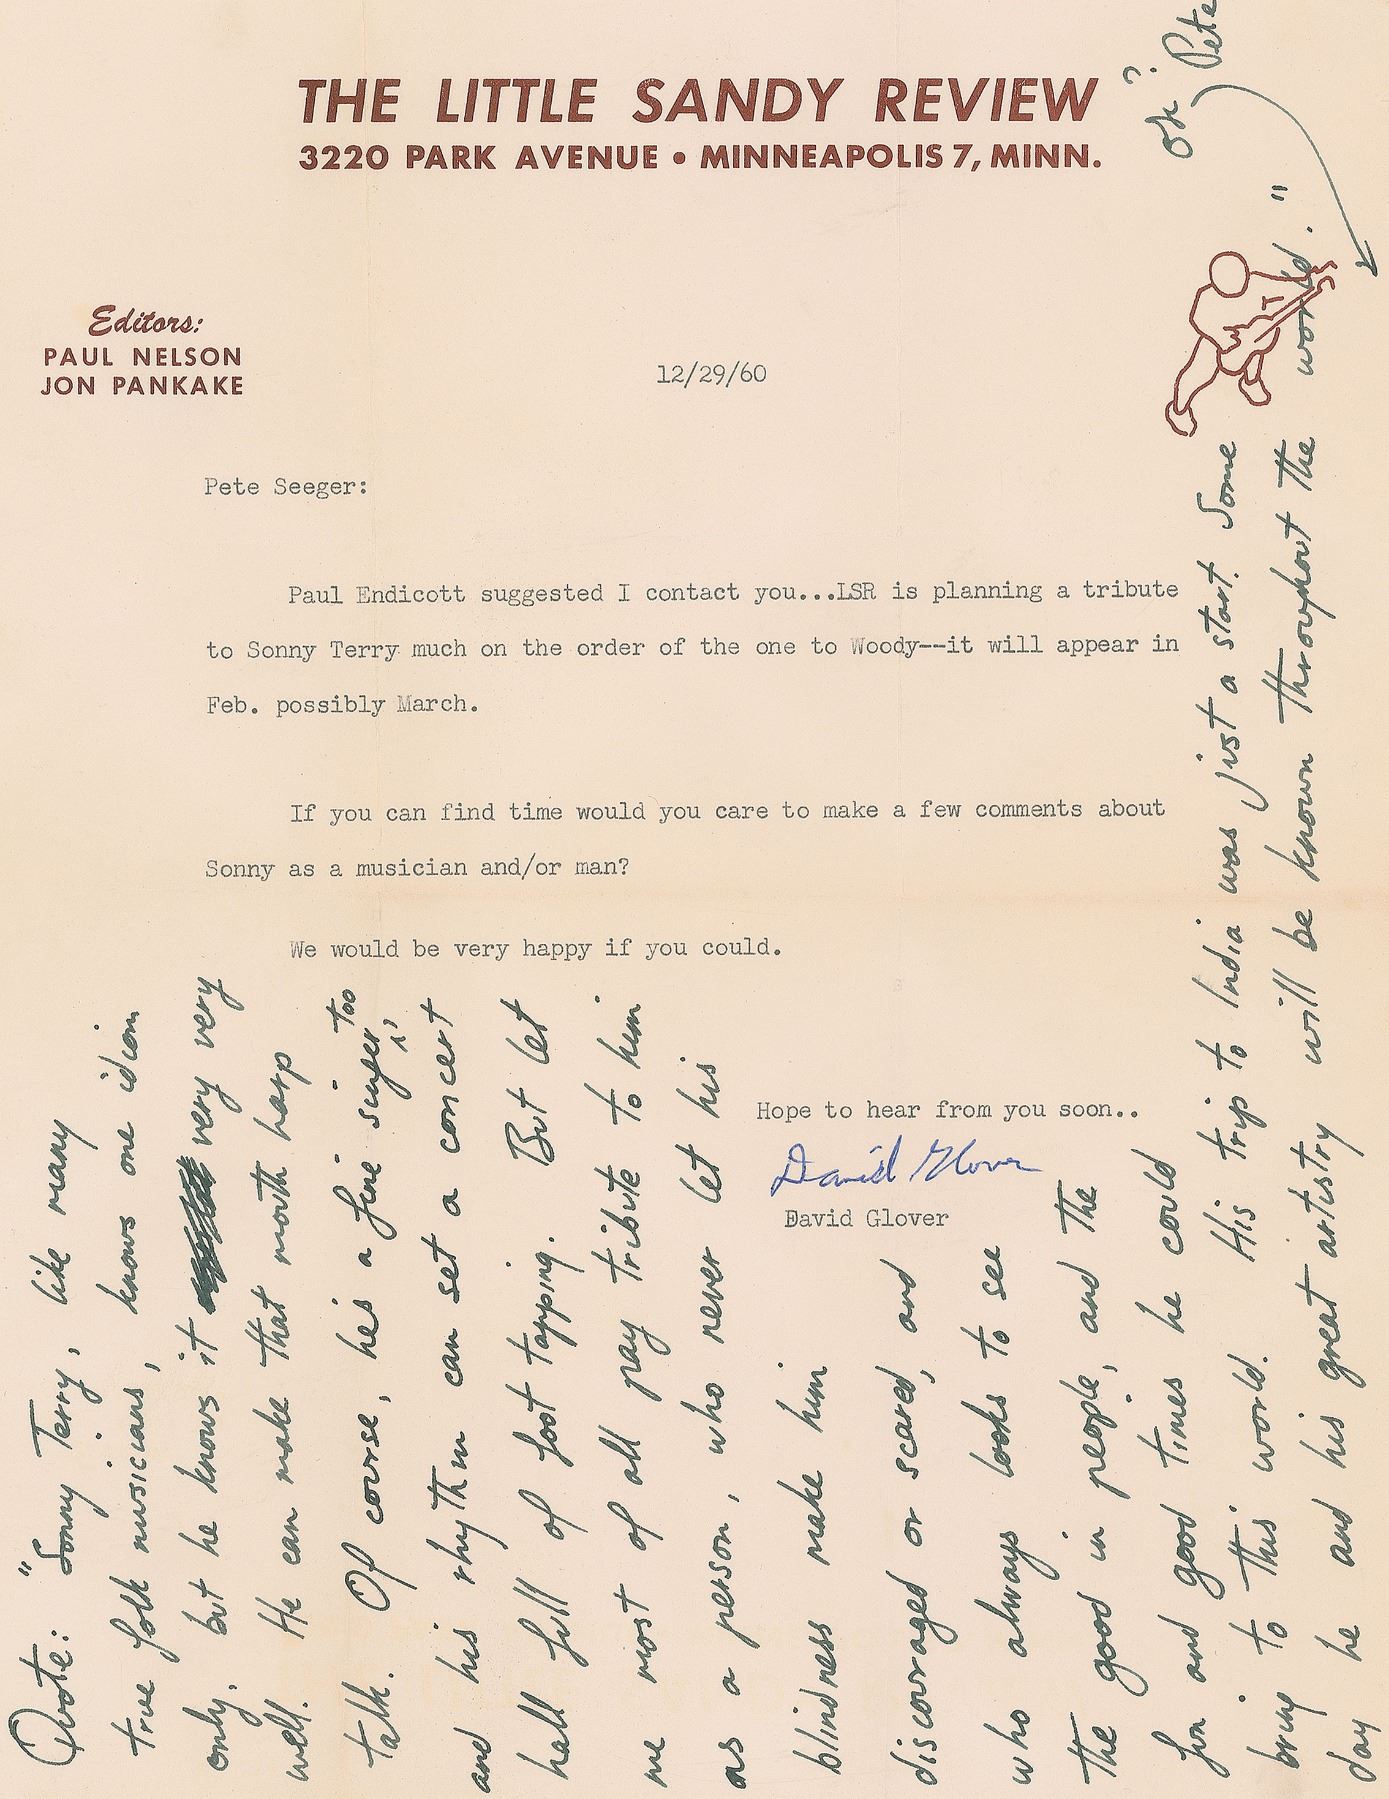 THE LITTLE SANDY REVIEW
3220 PARK AVENUE • MINNEAPOLIS 7, MINN.
Editors:
PAUL NELSON
JON PANKAKE
12/29/60
Pete Seeger:
Paul Endicott suggested I contact you...LSR is planning a tribute
to Sonny Terry much on the order of the one to Woody--it will appear in
Feb. possibly March.
If you can find time would you care to make a few comments about
Sonny as a musician and/or man?
We would be very happy if you could.
Hope to hear from you soon..
David Glover
David Glover
Quote: "Sonny Terry, like many
true folk musicians, knows one idiom
only, but he knows it very very
well. He can make that mouth harp
talk. Of course, he's a fine singer, too
and his rhythm can set a concert
hall full of foot tapping. But let
me most of all pay tribute to him
as a person, who never let his
blindness make him
discouraged or scared, and
who always looks to see
the good in people, and the
fun and good times he could
bring to this world. His trip to India was just a start. Some
day he and his great artistry will be known throughout the world."
OK?
Pete